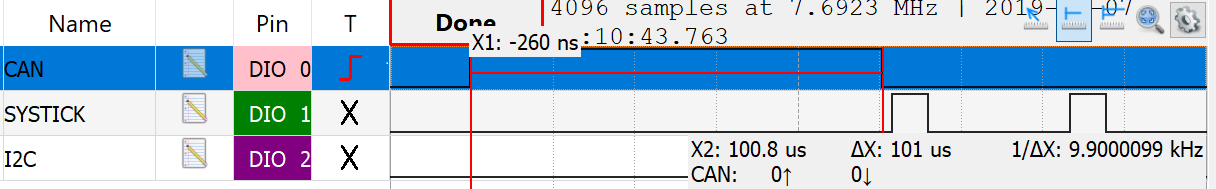 Name Pin T Done 4096 samples at 7.6923 MHz | 2019- -07
X1: -260 ns :10:43.763
CAN DIO 0
SYSTICK DIO 1 X
I2C DIO 2 X
X2: 100.8 us ΔX: 101 us 1/ΔX: 9.9000099 kHz
CAN: 0↑ 0↓